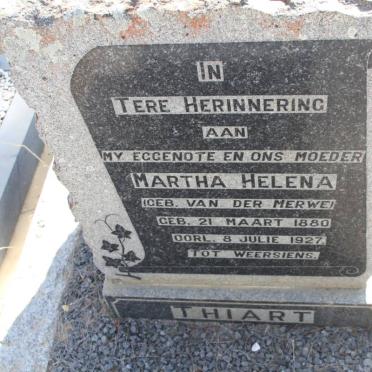 IN
TERE HERINNERING
AAN
MY EGGENOTE EN ONS MOEDER
MARTHA HELENA
(GEB. VAN DER MERWE)
GEB. 21 MAART 1880
OORL. 8 JULIE 1927.
TOT WEERSIENS.
THIART